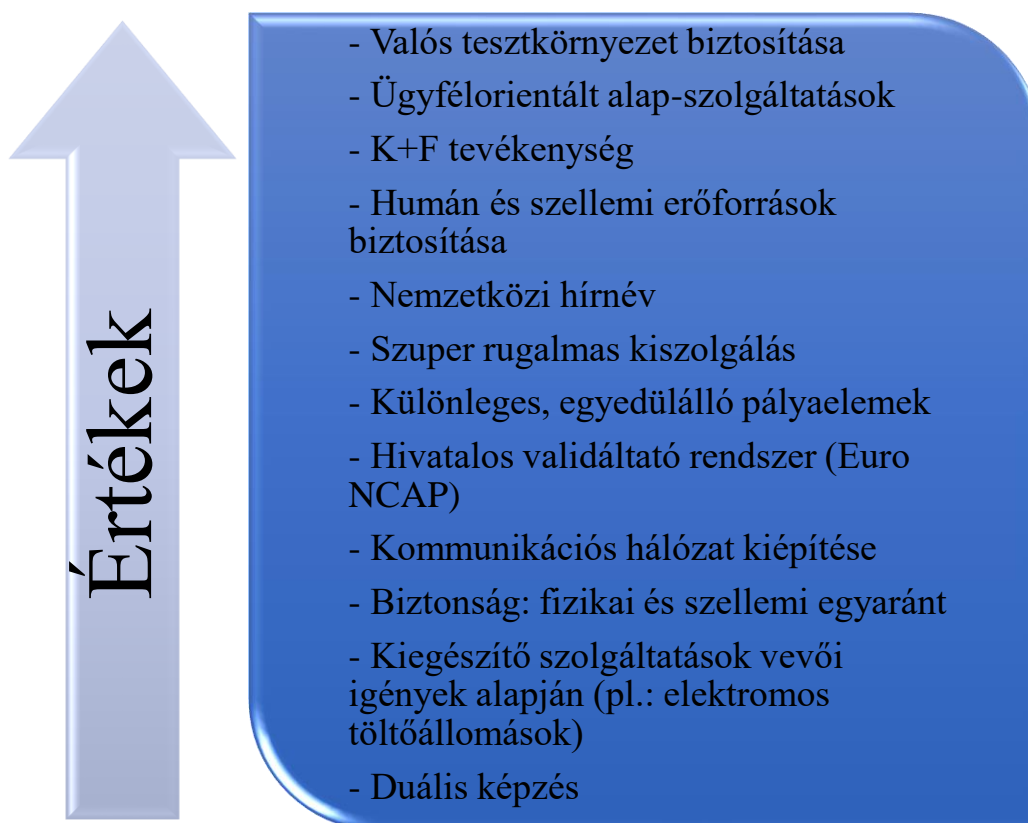 Értékek
- Valós tesztkörnyezet biztosítása
- Ügyfélorientált alap-szolgáltatások
- K+F tevékenység
- Humán és szellemi erőforrások
biztosítása
- Nemzetközi hírnév
- Szuper rugalmas kiszolgálás
- Különleges, egyedülálló pályaelemek
- Hivatalos validáltató rendszer (Euro
NCAP)
- Kommunikációs hálózat kiépítése
- Biztonság: fizikai és szellemi egyaránt
- Kiegészítő szolgáltatások vevői
igények alapján (pl.: elektromos
töltőállomások)
- Duális képzés